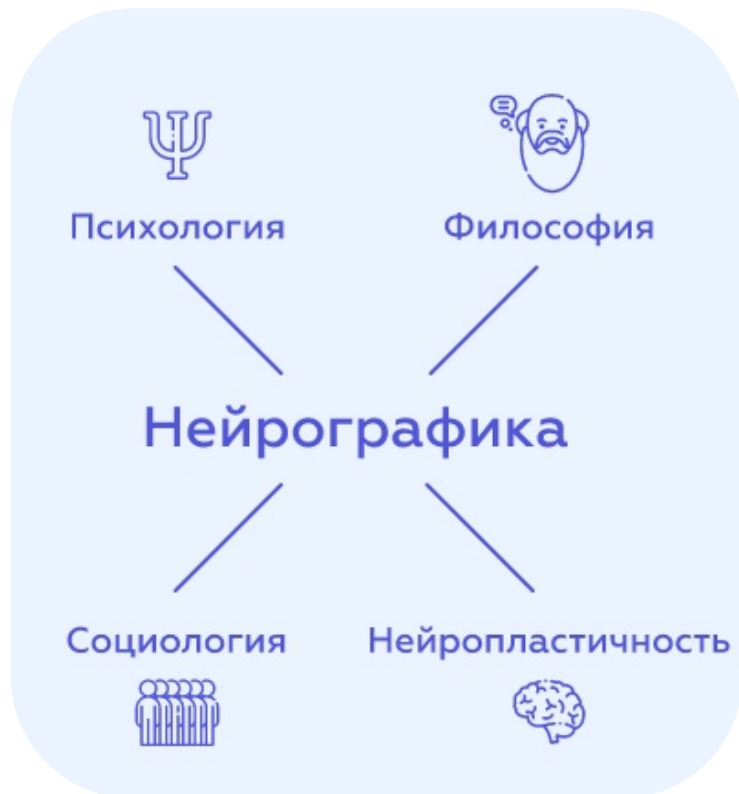 Психология
Философия
Нейрографика
Социология
Нейропластичность